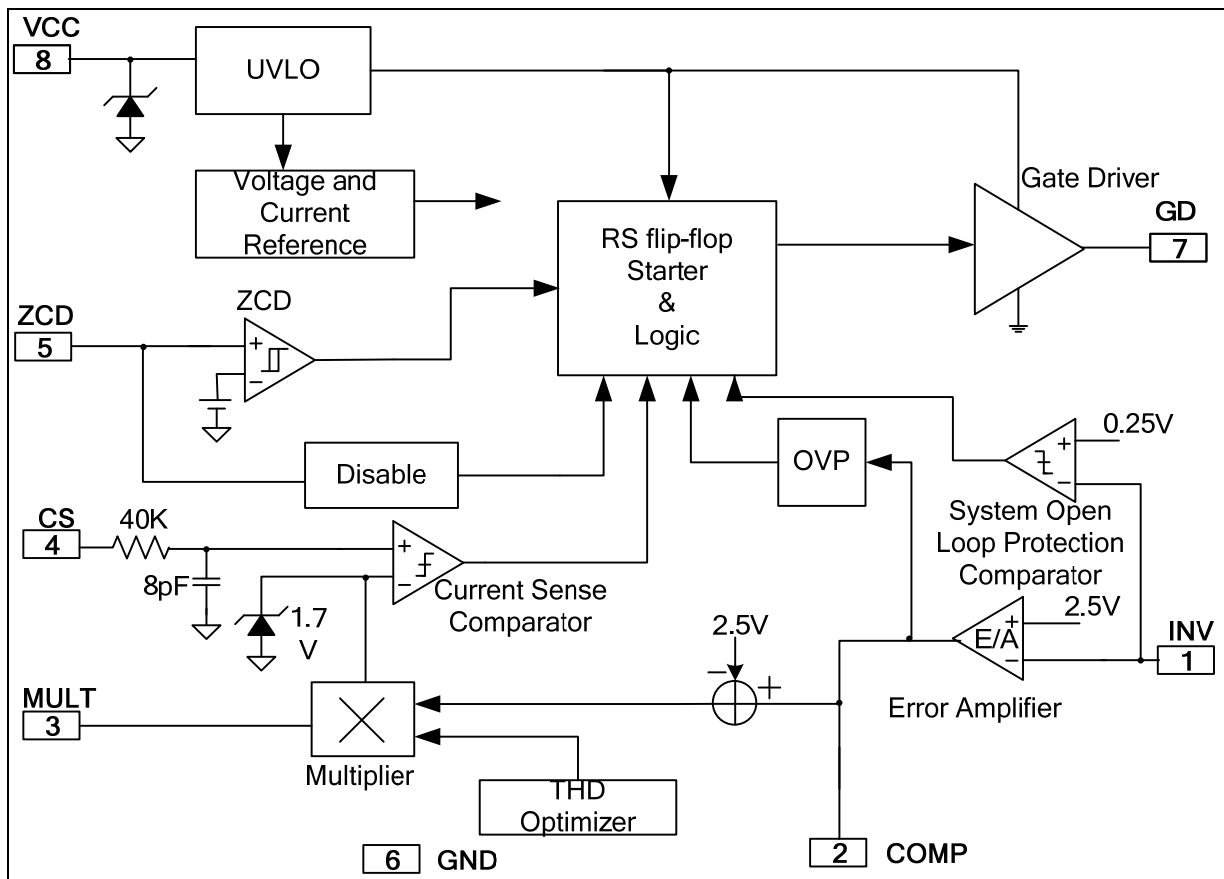 VCC
8
UVLO
Voltage and
Current
Reference
Gate Driver
GD
7
RS flip-flop
Starter
&
Logic
ZCD
5
ZCD
+
−
Disable
OVP
+
−
0.25V
System Open
Loop Protection
Comparator
CS
4
40K
8pF
+
−
Current Sense
Comparator
1.7
V
2.5V
−
+
E/A
+
−
2.5V
INV
1
Error Amplifier
MULT
3
Multiplier
THD
Optimizer
6
GND
2
COMP